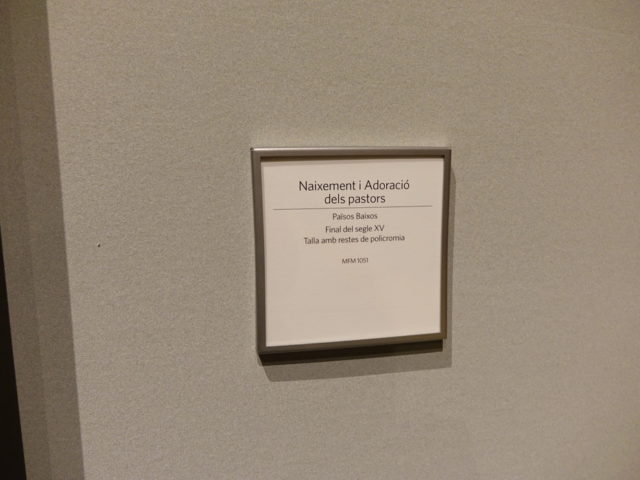 Naixement i Adoració
dels pastors
Països Baixos
Final del segle XV
Talla amb restes de policromia
MFM 1051